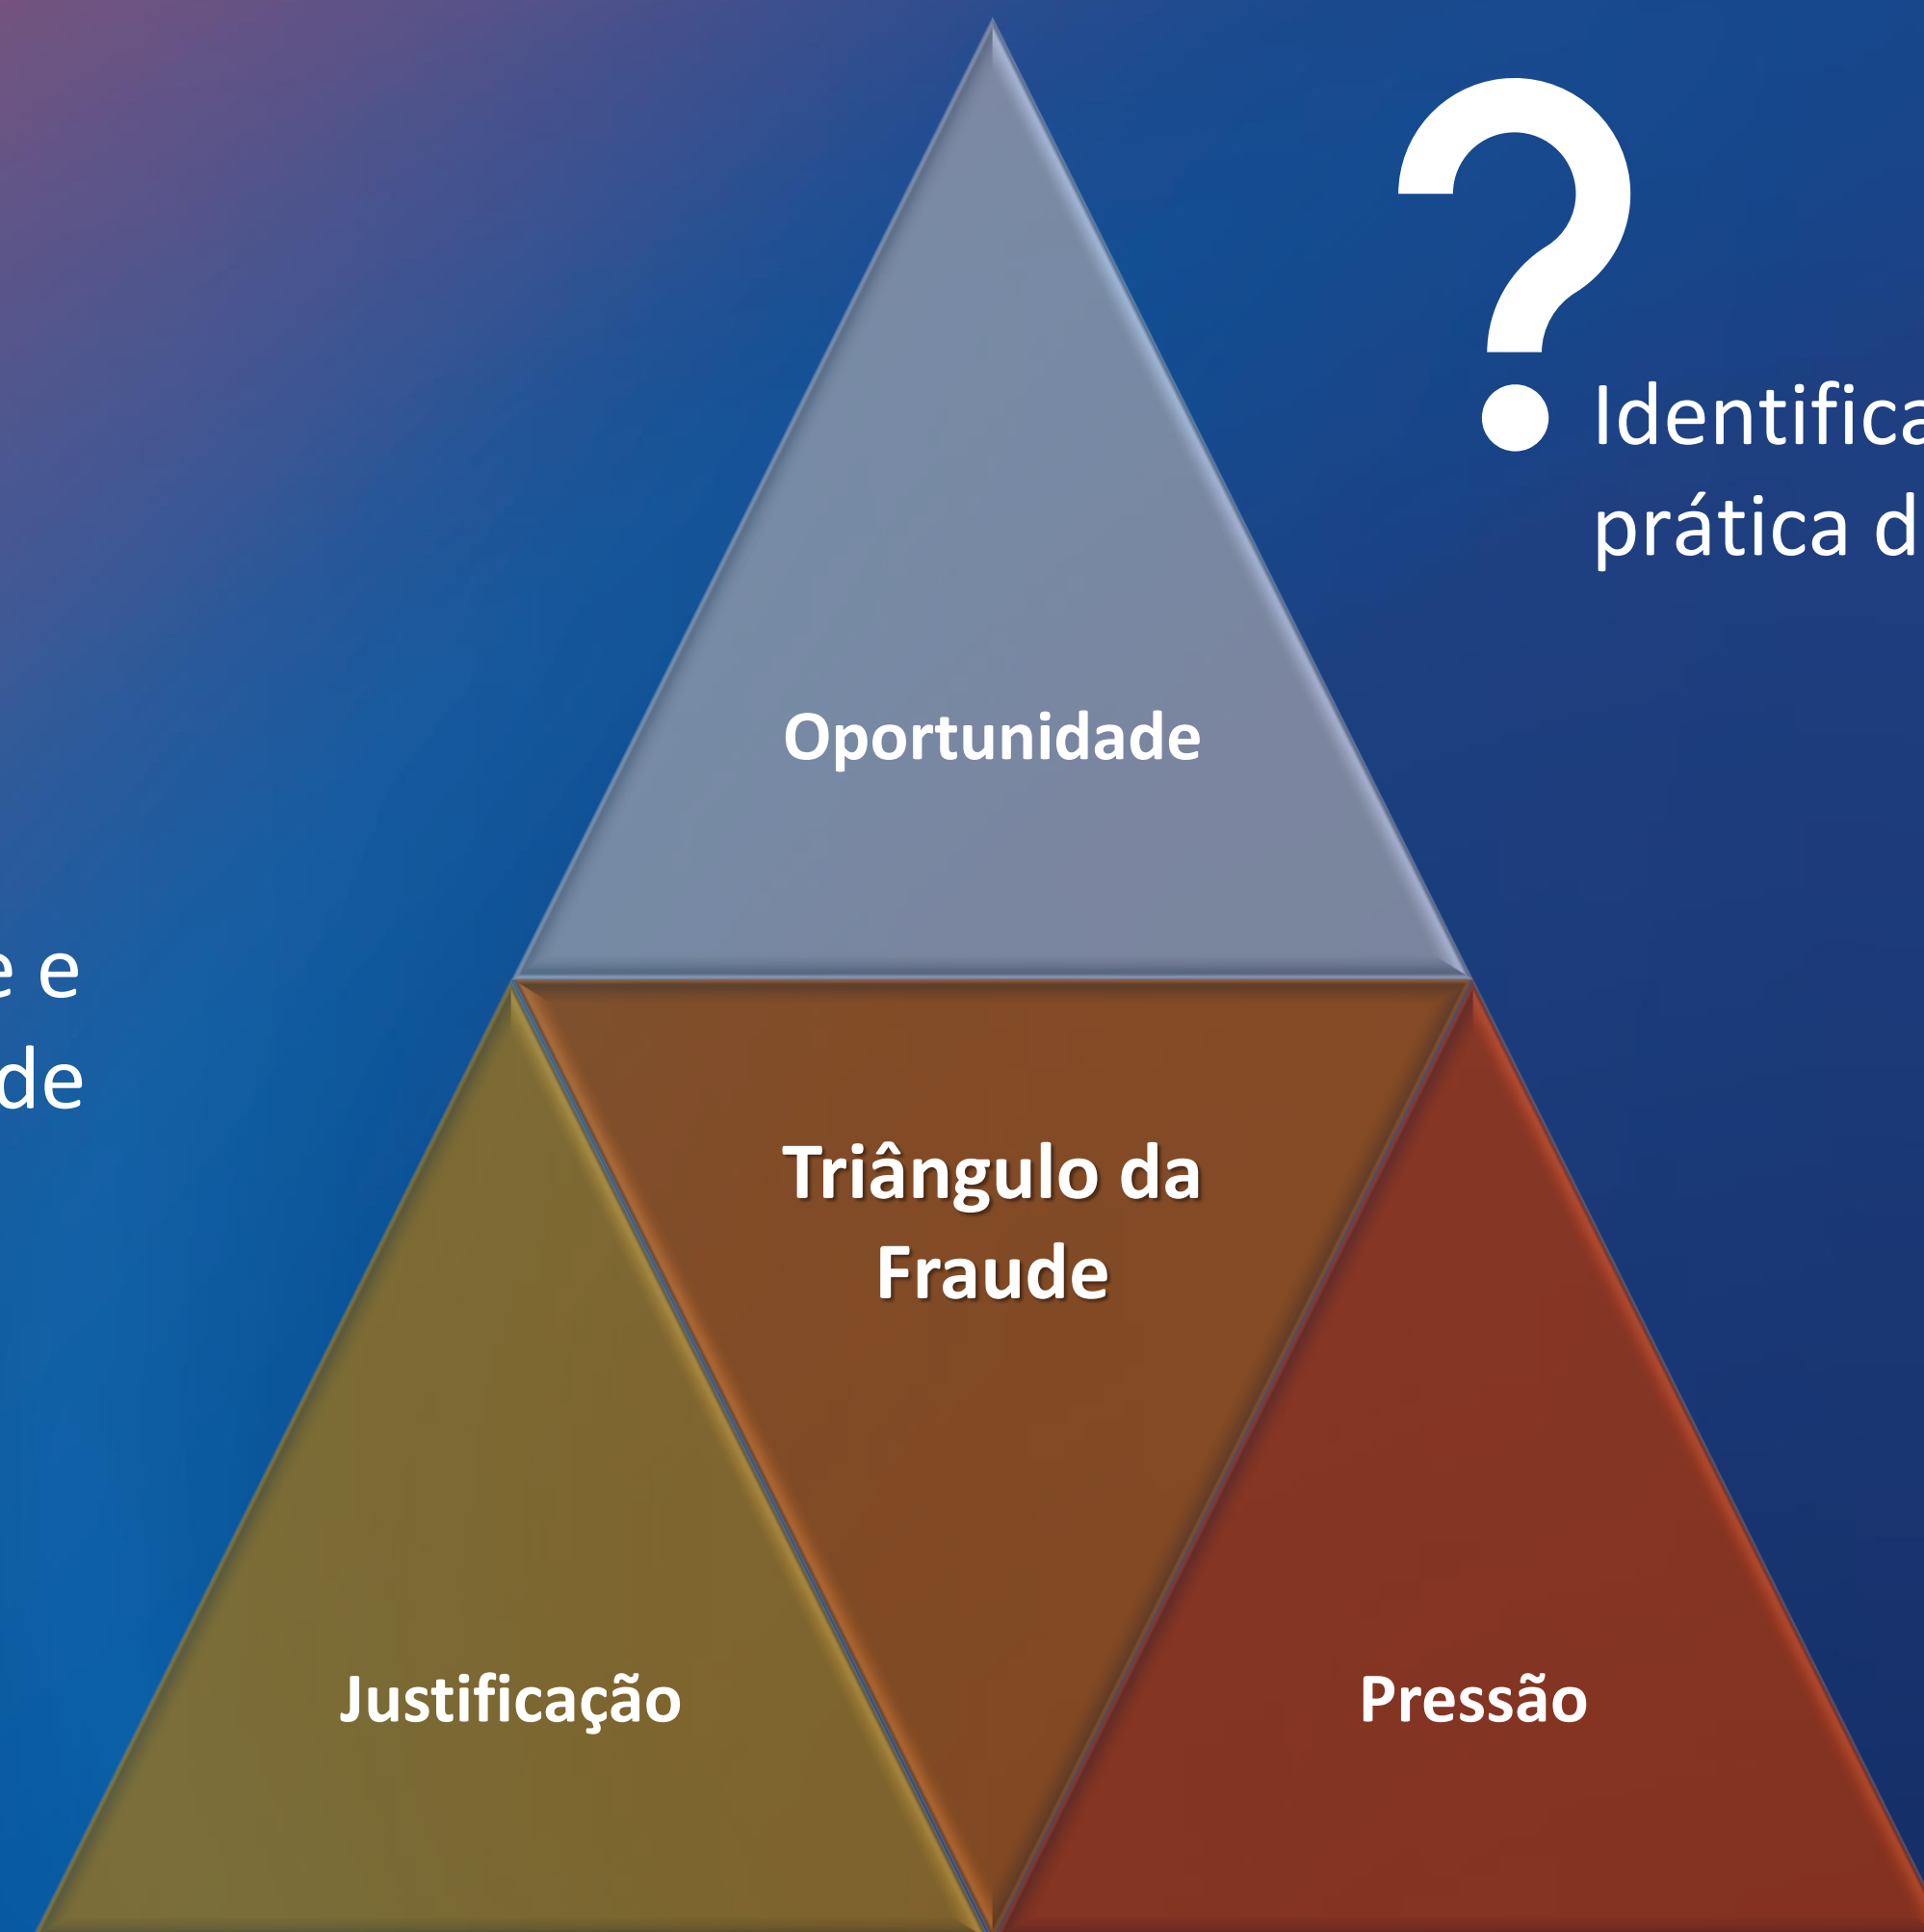 ?
Identifica
prática d
Oportunidade
e e
de
Triângulo da
Fraude
Justificação
Pressão